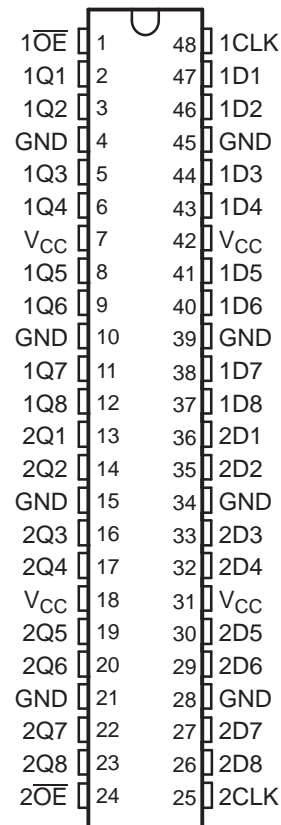 1O̅E̅ 1 48 1CLK
1Q1 2 47 1D1
1Q2 3 46 1D2
GND 4 45 GND
1Q3 5 44 1D3
1Q4 6 43 1D4
VCC 7 42 VCC
1Q5 8 41 1D5
1Q6 9 40 1D6
GND 10 39 GND
1Q7 11 38 1D7
1Q8 12 37 1D8
2Q1 13 36 2D1
2Q2 14 35 2D2
GND 15 34 GND
2Q3 16 33 2D3
2Q4 17 32 2D4
VCC 18 31 VCC
2Q5 19 30 2D5
2Q6 20 29 2D6
GND 21 28 GND
2Q7 22 27 2D7
2Q8 23 26 2D8
2O̅E̅ 24 25 2CLK